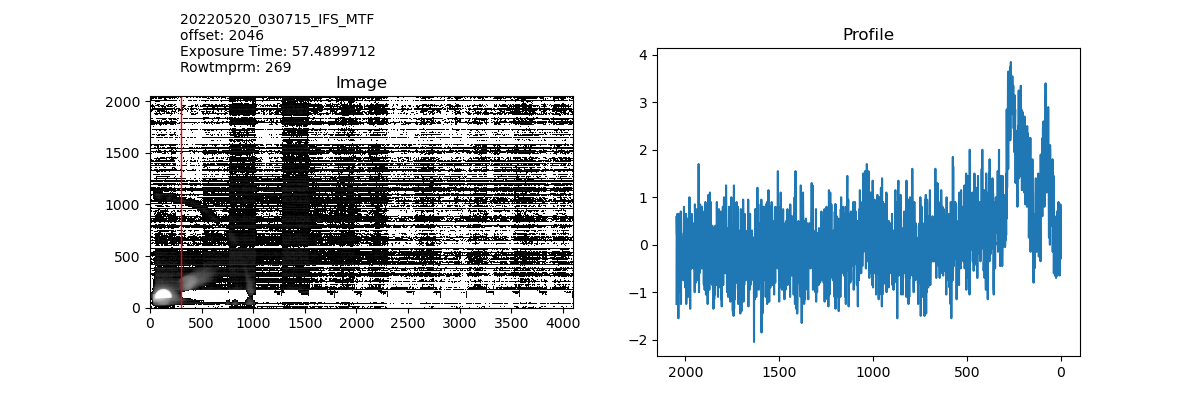 20220520_030715_IFS_MTF
offset: 2046
Exposure Time: 57.4899712
Rowtmprm: 269
Image
2000
1500
1000
500
0
0 500 1000 1500 2000 2500 3000 3500 4000
Profile
4
3
2
1
0
−1
−2
2000 1500 1000 500 0